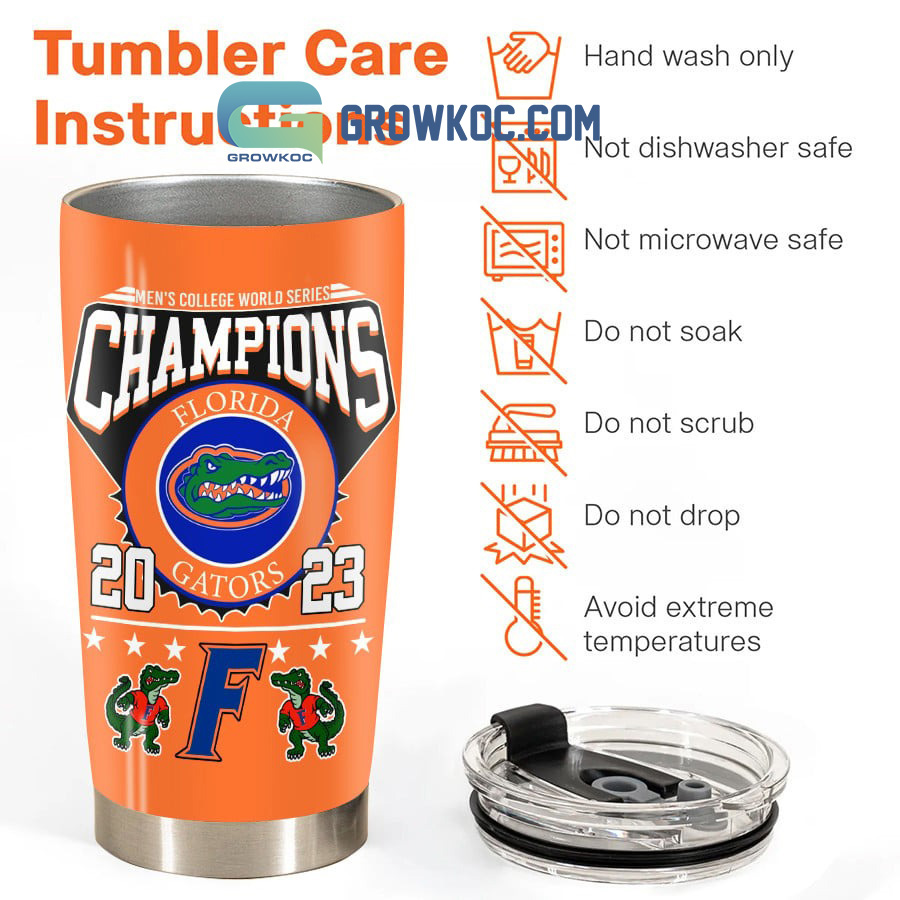 Tumbler Care
Instructions
GROWKOC
GROWKOC.COM
Hand wash only
Not dishwasher safe
Not microwave safe
Do not soak
Do not scrub
Do not drop
Avoid extreme
temperatures
MEN'S COLLEGE WORLD SERIES
CHAMPIONS
FLORIDA
GATORS
20 23
F
F
F